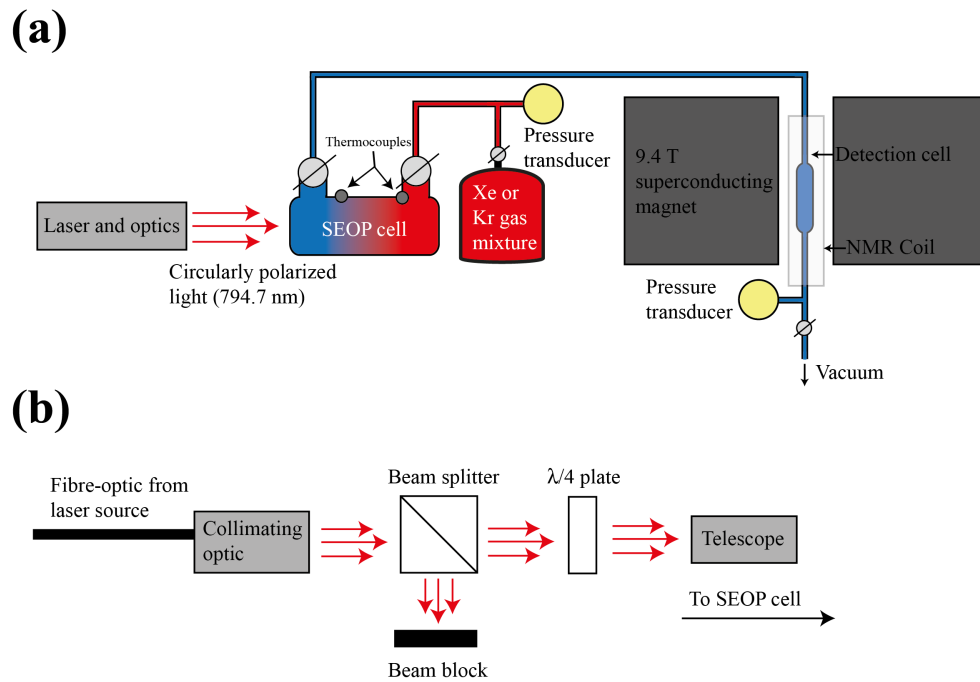 (a)
Thermocouples
Pressure
transducer
9.4 T
superconducting
magnet
Detection cell
Xe or
Kr gas
mixture
Laser and optics
SEOP cell
NMR Coil
Circularly polarized
light (794.7 nm)
Pressure
transducer
Vacuum
(b)
Beam splitter
λ/4 plate
Fibre-optic from
laser source
Collimating
optic
Telescope
To SEOP cell
Beam block